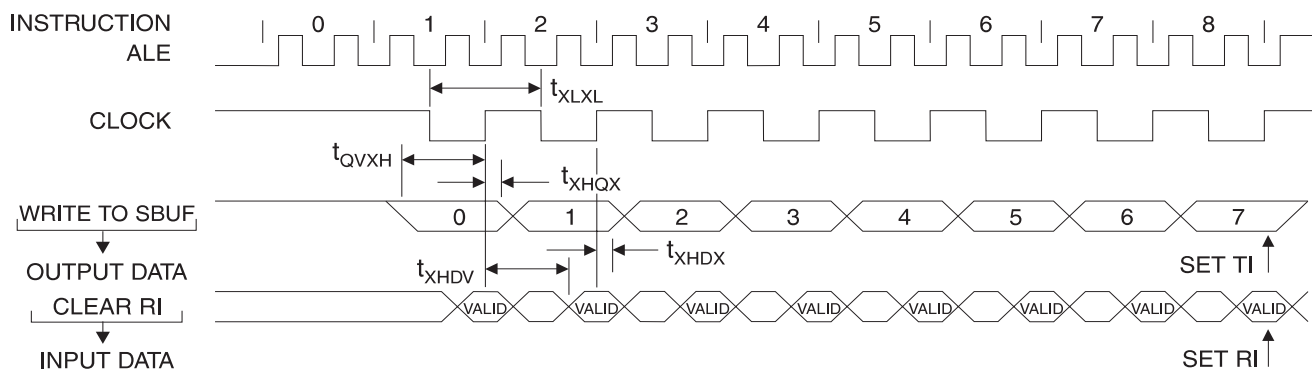 INSTRUCTION 0 1 2 3 4 5 6 7 8
ALE
tXLXL
CLOCK
tQVXH
tXHQX
WRITE TO SBUF 0 1 2 3 4 5 6 7
tXHDX
SET TI
OUTPUT DATA
tXHDV
CLEAR RI VALID VALID VALID VALID VALID VALID VALID VALID
SET RI
INPUT DATA